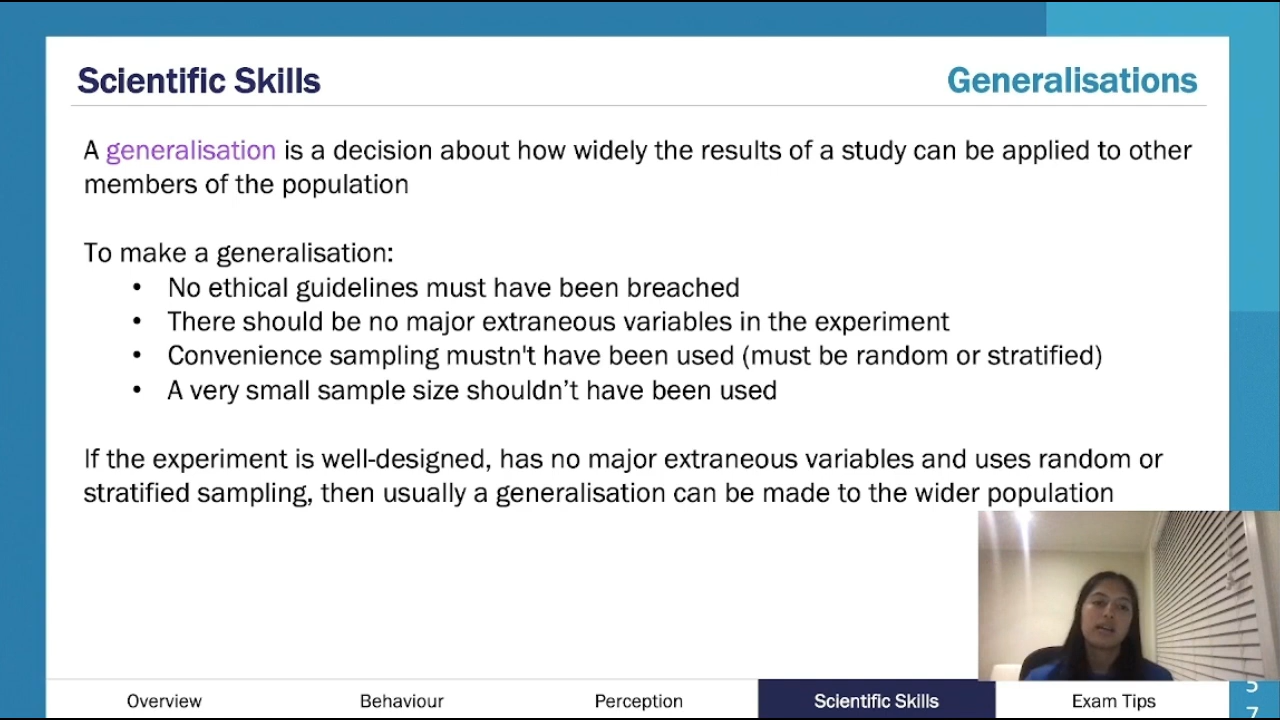 Scientific Skills
Generalisations
A generalisation is a decision about how widely the results of a study can be applied to other
members of the population
To make a generalisation:
• No ethical guidelines must have been breached
• There should be no major extraneous variables in the experiment
• Convenience sampling mustn't have been used (must be random or stratified)
• A very small sample size shouldn’t have been used
If the experiment is well-designed, has no major extraneous variables and uses random or
stratified sampling, then usually a generalisation can be made to the wider population
Overview
Behaviour
Perception
Scientific Skills
Exam Tips
5
7